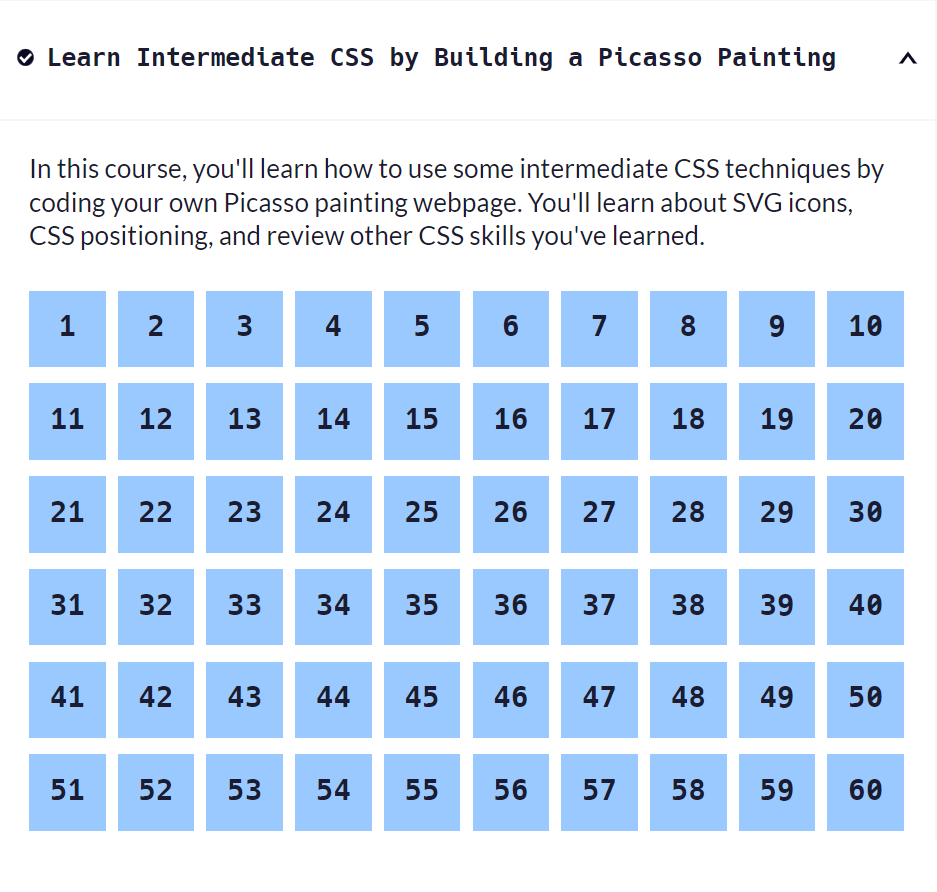 Learn Intermediate CSS by Building a Picasso Painting
In this course, you'll learn how to use some intermediate CSS techniques by
coding your own Picasso painting webpage. You'll learn about SVG icons,
CSS positioning, and review other CSS skills you've learned.
1 2 3 4 5 6 7 8 9 10
11 12 13 14 15 16 17 18 19 20
21 22 23 24 25 26 27 28 29 30
31 32 33 34 35 36 37 38 39 40
41 42 43 44 45 46 47 48 49 50
51 52 53 54 55 56 57 58 59 60